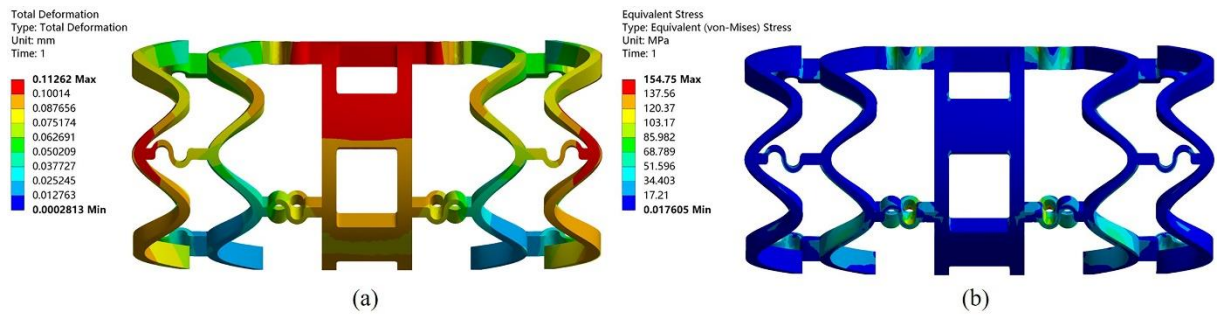 Total Deformation
Type: Total Deformation
Unit: mm
Time: 1
0.11262 Max
0.10014
0.087656
0.075174
0.062691
0.050209
0.037727
0.025245
0.012763
0.0002813 Min
(a)
Equivalent Stress
Type: Equivalent (von-Mises) Stress
Unit: MPa
Time: 1
154.75 Max
137.56
120.37
103.17
85.982
68.789
51.596
34.403
17.21
0.017605 Min
(b)